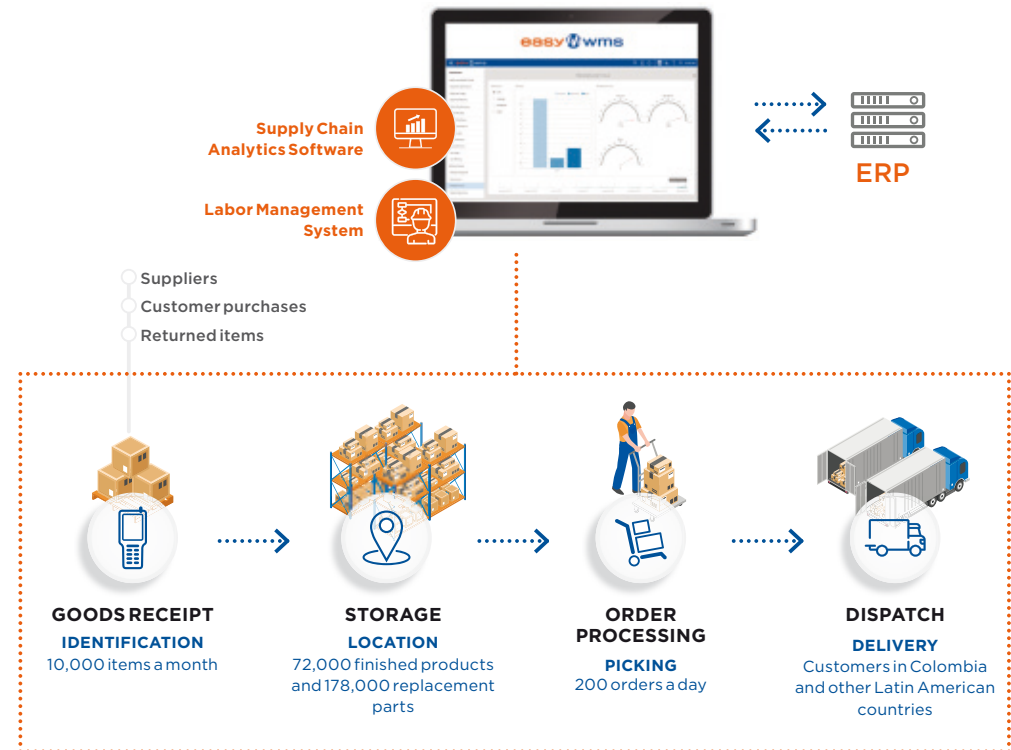 easy wms
Supply Chain
Analytics Software
ERP
Labor Management
System
Suppliers
Customer purchases
Returned items
GOODS RECEIPT
IDENTIFICATION
10,000 items a month
STORAGE
LOCATION
72,000 finished products
and 178,000 replacement
parts
ORDER
PROCESSING
PICKING
200 orders a day
DISPATCH
DELIVERY
Customers in Colombia
and other Latin American
countries